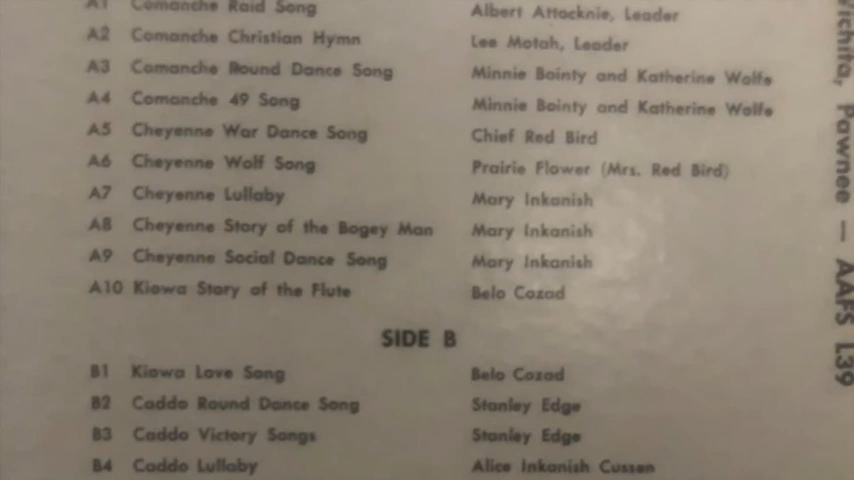 A1 Comanche Raid Song Albert Attocknie, Leader
A2 Comanche Christian Hymn Lee Motah, Leader
A3 Comanche Round Dance Song Minnie Bointy and Katherine Wolfe
A4 Comanche 49 Song Minnie Bointy and Katherine Wolfe
A5 Cheyenne War Dance Song Chief Red Bird
A6 Cheyenne Wolf Song Prairie Flower (Mrs. Red Bird)
A7 Cheyenne Lullaby Mary Inkanish
A8 Cheyenne Story of the Bogey Man Mary Inkanish
A9 Cheyenne Social Dance Song Mary Inkanish
A10 Kiowa Story of the Flute Belo Cozad
SIDE B
B1 Kiowa Love Song Belo Cozad
B2 Caddo Round Dance Song Stanley Edge
B3 Caddo Victory Songs Stanley Edge
B4 Caddo Lullaby Alice Inkanish Cussen
Wichita, Pawnee — AAFS L39